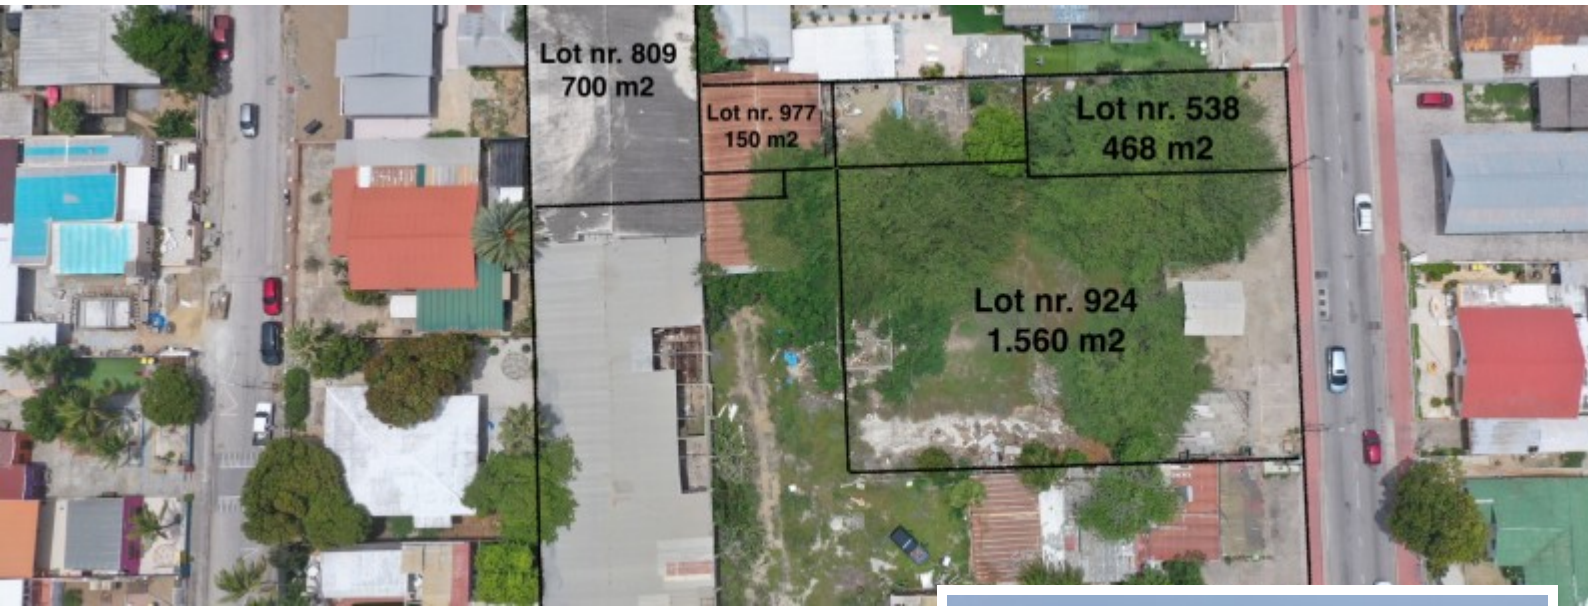 Lot nr. 809
700 m2
Lot nr. 977
150 m2
Lot nr. 538
468 m2
Lot nr. 924
1.560 m2